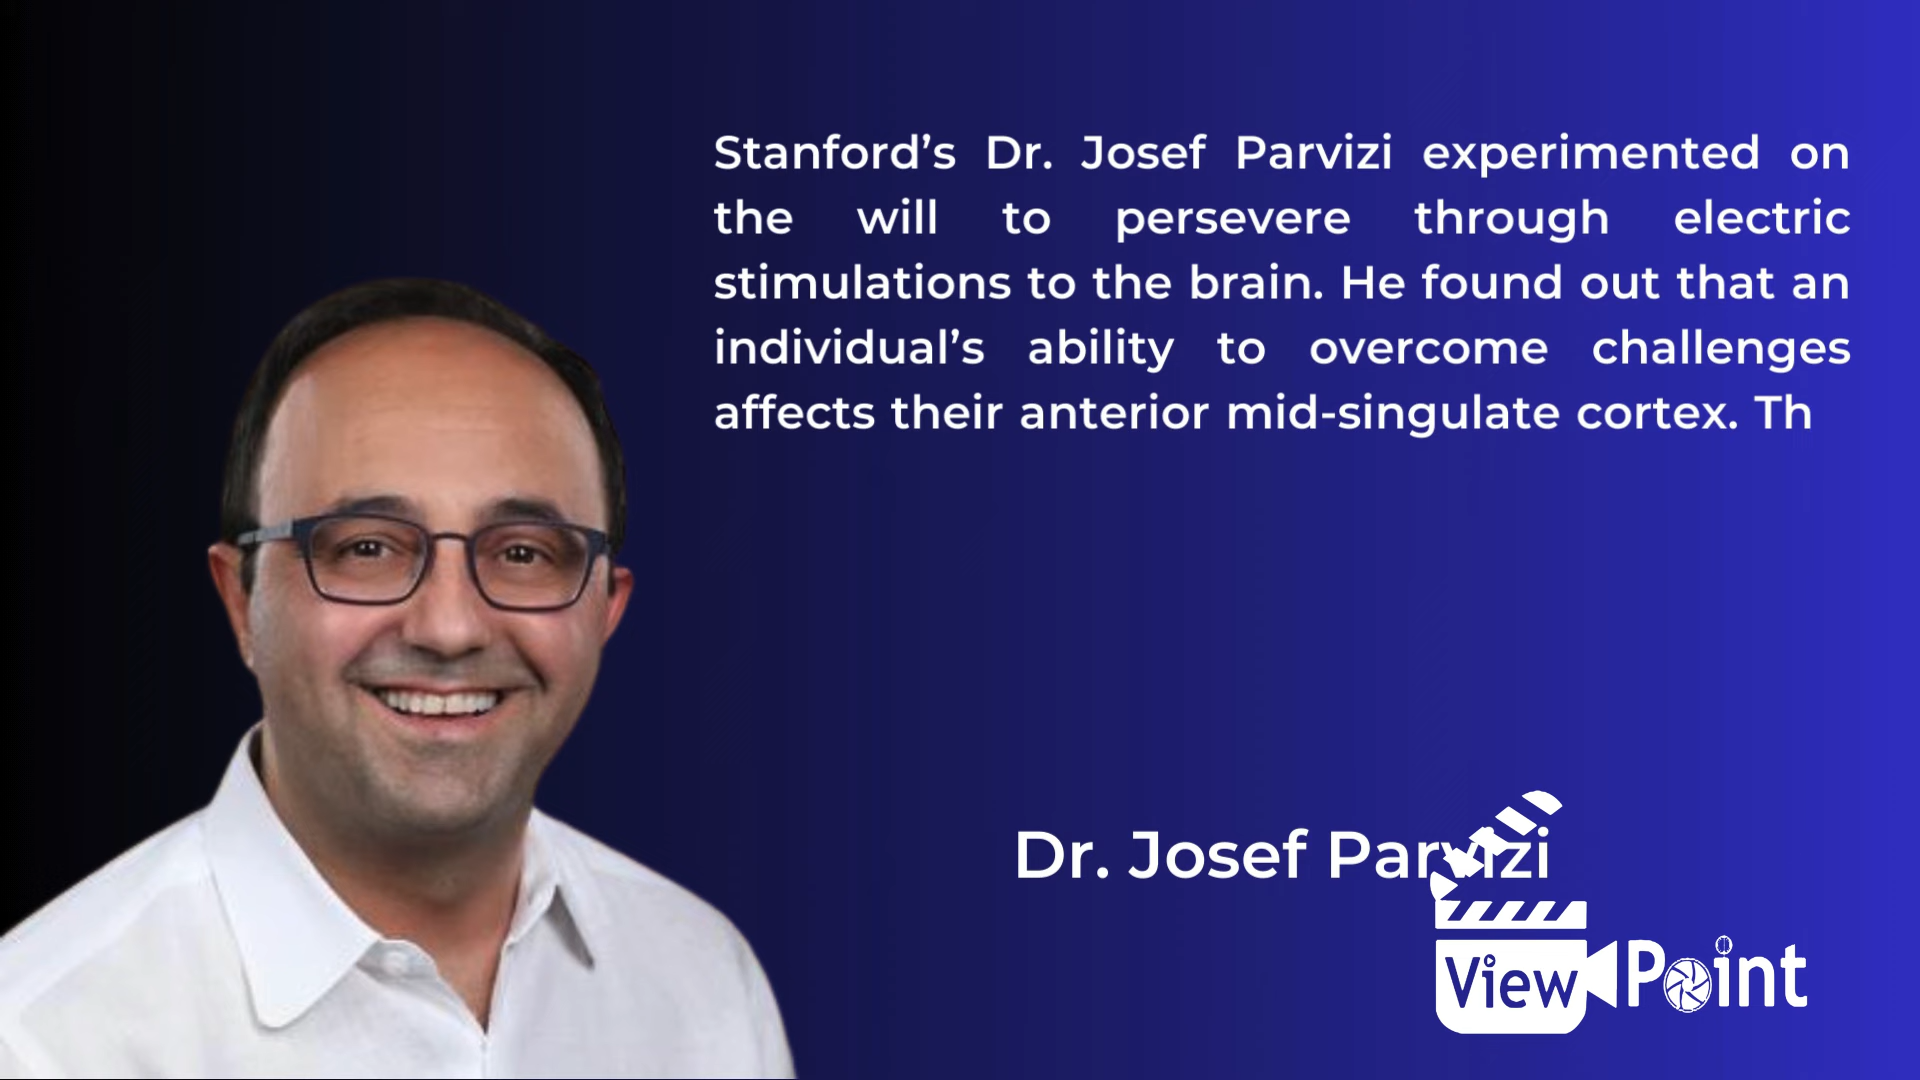 Stanford’s Dr. Josef Parvizi experimented on
the will to persevere through electric
stimulations to the brain. He found out that an
individual’s ability to overcome challenges
affects their anterior mid-singulate cortex. Th
Dr. Josef Parvizi
View Point